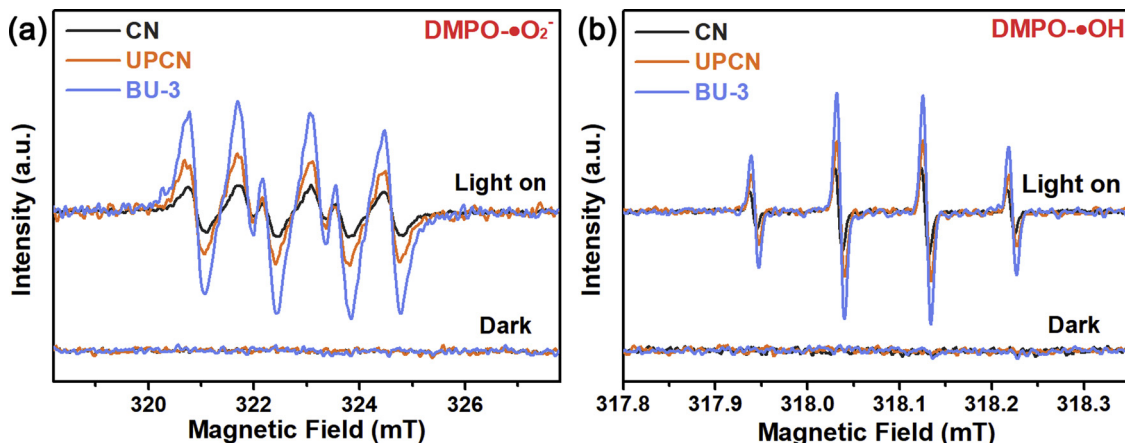 (a)
CN
UPCN
BU-3
DMPO-•O₂⁻
Light on
Dark
Intensity (a.u.)
320 322 324 326
Magnetic Field (mT)
(b)
CN
UPCN
BU-3
DMPO-•OH
Light on
Dark
Intensity (a.u.)
317.8 317.9 318.0 318.1 318.2 318.3
Magnetic Field (mT)